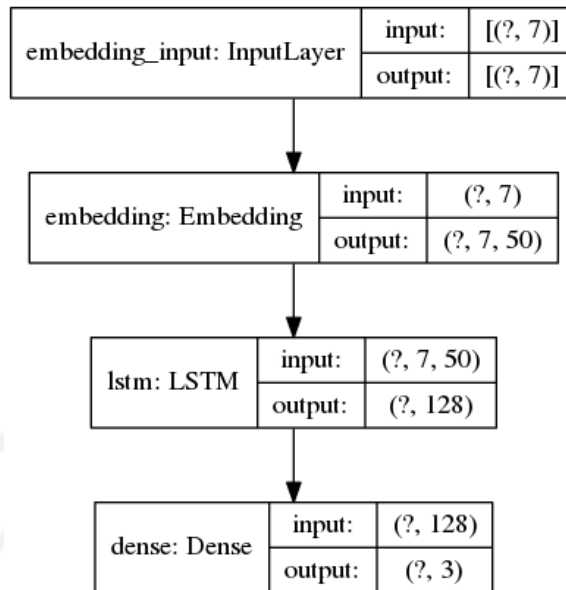 embedding_input: InputLayer
input: [(?, 7)]
output: [(?, 7)]
embedding: Embedding
input: (?, 7)
output: (?, 7, 50)
lstm: LSTM
input: (?, 7, 50)
output: (?, 128)
dense: Dense
input: (?, 128)
output: (?, 3)